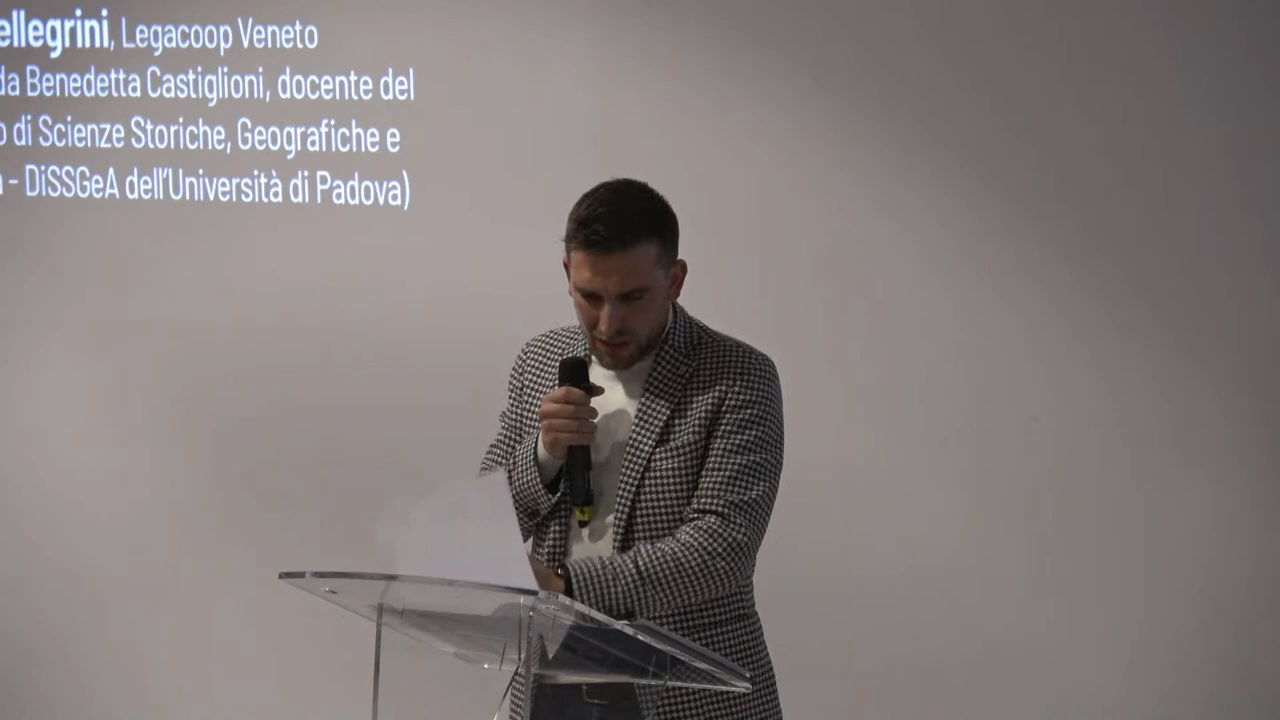 ellegrini, Legacoop Veneto
da Benedetta Castiglioni, docente del
o di Scienze Storiche, Geografiche e
- DiSSGeA dell'Università di Padova)